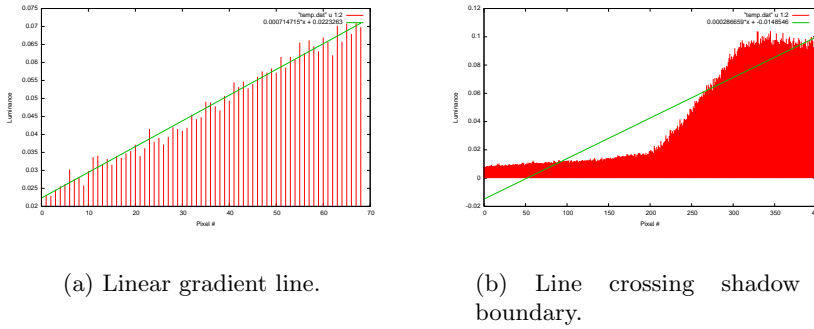 "temp.dat" u 1:2
0.000714715*x + 0.0223263
0.075
0.07
0.065
0.06
0.055
0.05
0.045
0.04
0.035
0.03
0.025
0.02
Luminance
0 10 20 30 40 50 60 70
Pixel #
(a) Linear gradient line.
"temp.dat" u 1:2
0.000286659*x + -0.0148546
0.12
0.1
0.08
0.06
0.04
0.02
0
-0.02
Luminance
0 50 100 150 200 250 300 350 400
Pixel #
(b) Line crossing shadow
boundary.